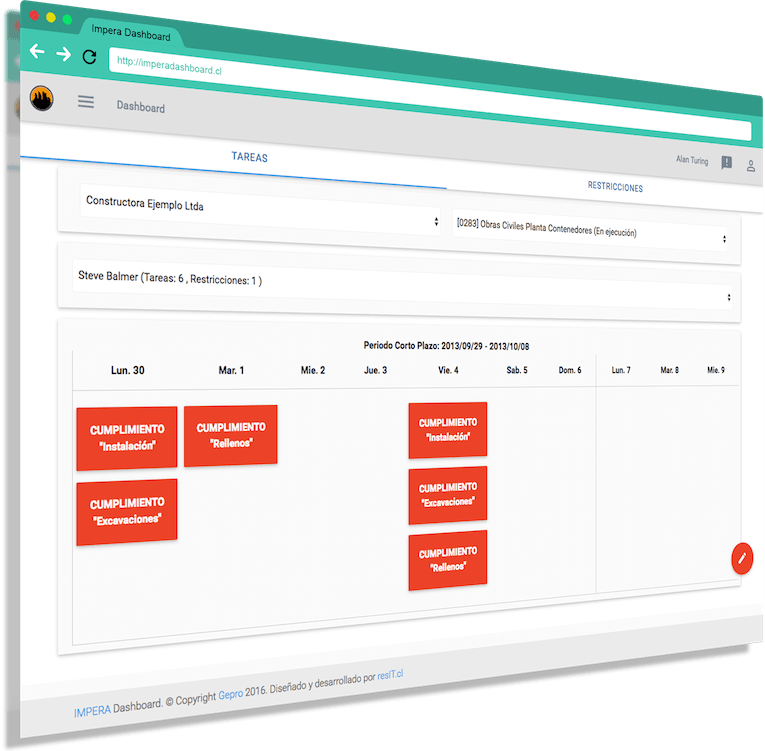 Impera Dashboard
http://imperadashboard.cl
Dashboard
Alan Turing
TAREAS
RESTRICCIONES
Constructora Ejemplo Ltda
[0283] Obras Civiles Planta Contenedores (En ejecución)
Steve Balmer (Tareas: 6 , Restricciones: 1 )
Periodo Corto Plazo: 2013/09/29 - 2013/10/08
Lun. 30 Mar. 1 Mie. 2 Jue. 3 Vie. 4 Sab. 5 Dom. 6 Lun. 7 Mar. 8 Mie. 9
CUMPLIMIENTO
"Instalación"
CUMPLIMIENTO
"Rellenos"
CUMPLIMIENTO
"Instalación"
CUMPLIMIENTO
"Excavaciones"
CUMPLIMIENTO
"Excavaciones"
CUMPLIMIENTO
"Rellenos"
IMPERA Dashboard. © Copyright Gepro 2016. Diseñado y desarrollado por resIT.cl